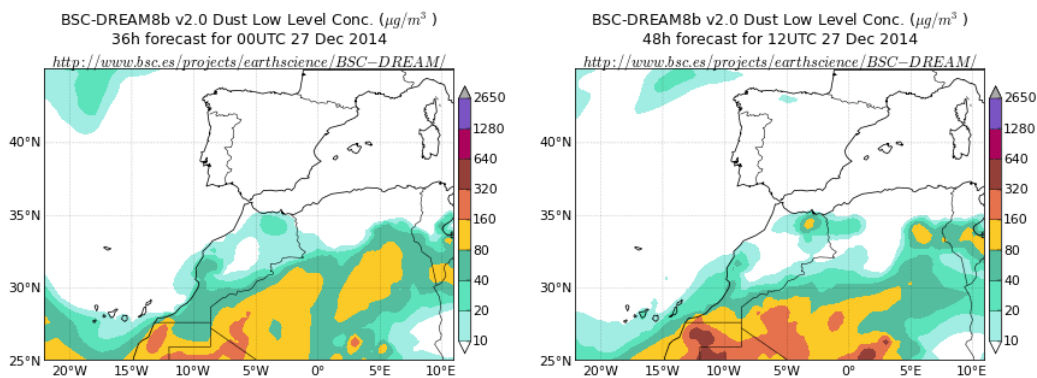 BSC-DREAM8b v2.0 Dust Low Level Conc. (μg/m³ )
36h forecast for 00UTC 27 Dec 2014
http://www.bsc.es/projects/earthscience/BSC−DREAM/
40°N
35°N
30°N
25°N
20°W
15°W
10°W
5°W
0°
5°E
10°E
2650
1280
640
320
160
80
40
20
10
BSC-DREAM8b v2.0 Dust Low Level Conc. (μg/m³ )
48h forecast for 12UTC 27 Dec 2014
http://www.bsc.es/projects/earthscience/BSC−DREAM/
40°N
35°N
30°N
25°N
20°W
15°W
10°W
5°W
0°
5°E
10°E
2650
1280
640
320
160
80
40
20
10